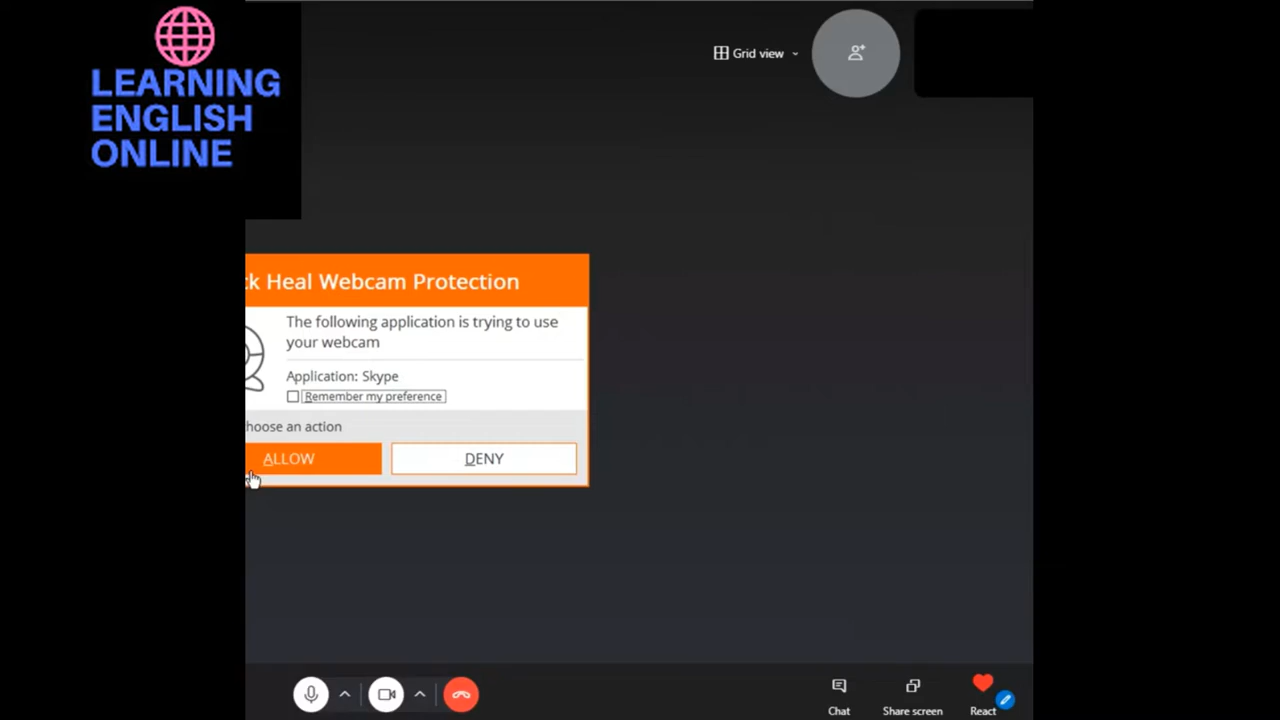 LEARNING
ENGLISH
ONLINE
Grid view
ck Heal Webcam Protection
The following application is trying to use
your webcam
Application: Skype
Remember my preference
hoose an action
ALLOW
DENY
Chat
Share screen
React